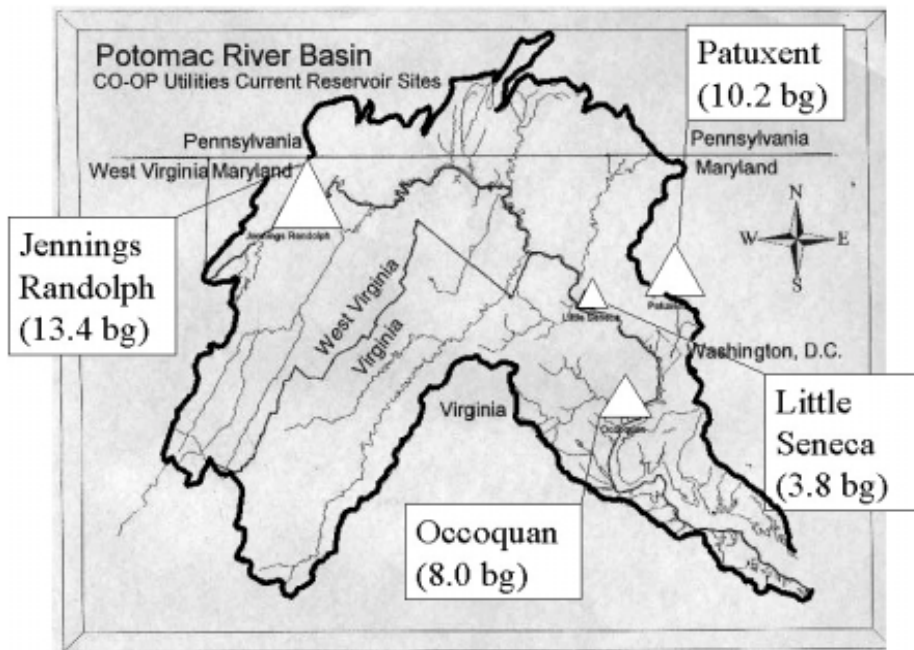 Potomac River Basin
CO-OP Utilities Current Reservoir Sites
Patuxent
(10.2 bg)
Pennsylvania
Pennsylvania
West Virginia
Maryland
Maryland
N
W
E
S
Jennings Randolph
Jennings
Randolph
(13.4 bg)
West Virginia
Virginia
Little Seneca
Patuxent
Washington, D.C.
Virginia
Occoquan
Little
Seneca
(3.8 bg)
Occoquan
(8.0 bg)